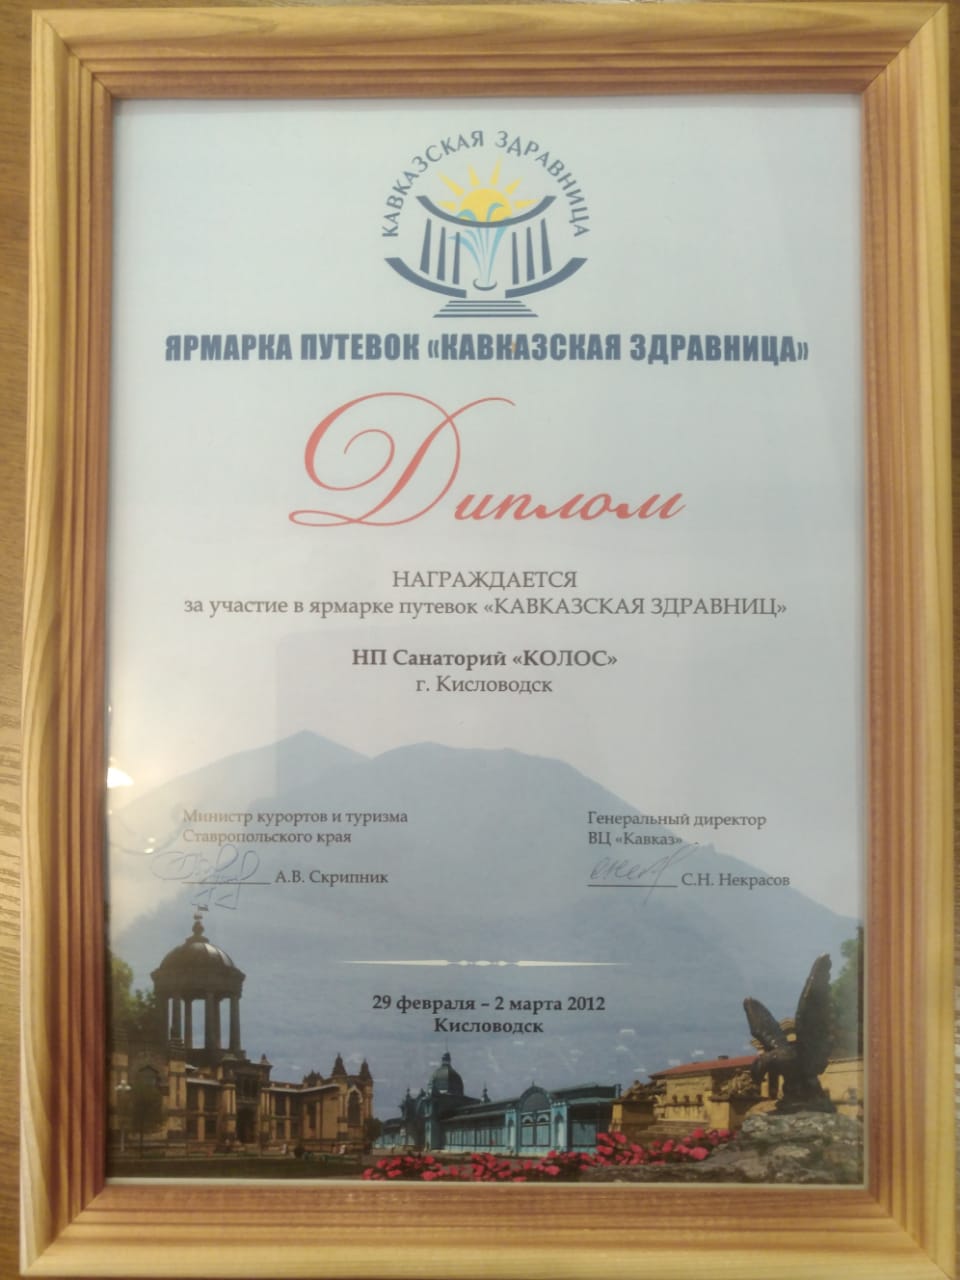 КАВКАЗСКАЯ ЗДРАВНИЦА
ЯРМАРКА ПУТЕВОК «КАВКАЗСКАЯ ЗДРАВНИЦА»
Диплом
НАГРАЖДАЕТСЯ
за участие в ярмарке путевок «КАВКАЗСКАЯ ЗДРАВНИЦ»
НП Санаторий «КОЛОС»
г. Кисловодск
Министр курортов и туризма
Ставропольского края
А.В. Скрипник
Генеральный директор
ВЦ «Кавказ»
С.Н. Некрасов
29 февраля – 2 марта 2012
Кисловодск